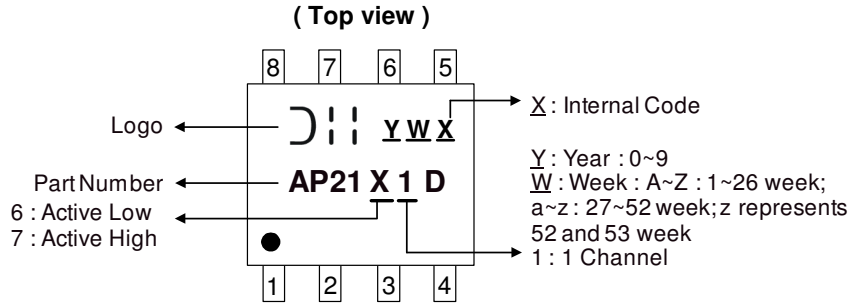 ( Top view )
8 7 6 5
Logo
Y W X
X : Internal Code
Part Number
AP21 X 1 D
6 : Active Low
7 : Active High
Y : Year : 0~9
W : Week : A~Z : 1~26 week;
a~z : 27~52 week; z represents
52 and 53 week
1 : 1 Channel
1 2 3 4